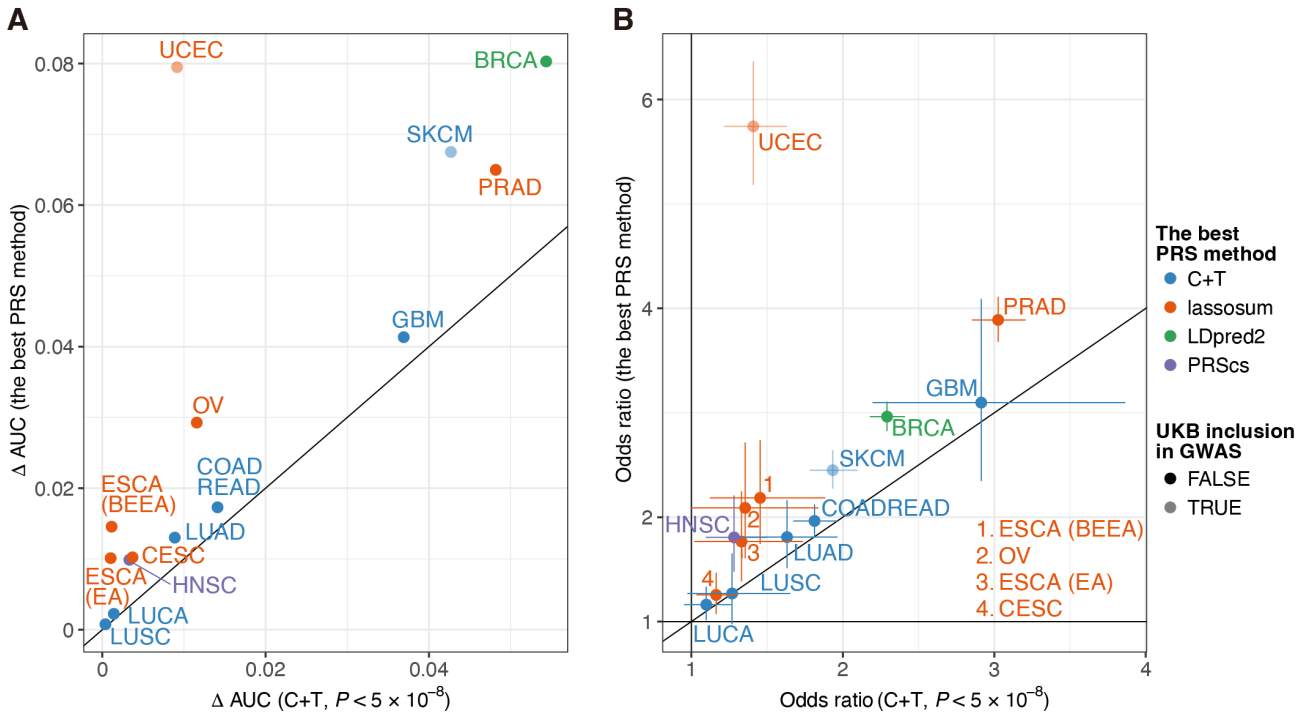 A
B
UCEC
BRCA
SKCM
PRAD
GBM
OV
COAD
READ
ESCA
(BEEA)
LUAD
CESC
ESCA
(EA)
HNSC
LUCA
LUSC
0.08
0.06
0.04
0.02
0
0
0.02
0.04
Δ AUC (the best PRS method)
Δ AUC (C+T, P < 5 × 10⁻⁸)
UCEC
PRAD
GBM
BRCA
SKCM
1
COADREAD
HNSC
2
LUAD
3
4
LUSC
LUCA
1. ESCA (BEEA)
2. OV
3. ESCA (EA)
4. CESC
6
4
2
1
1
2
3
4
Odds ratio (the best PRS method)
Odds ratio (C+T, P < 5 × 10⁻⁸)
The best
PRS method
C+T
lassosum
LDpred2
PRScs
UKB inclusion
in GWAS
FALSE
TRUE